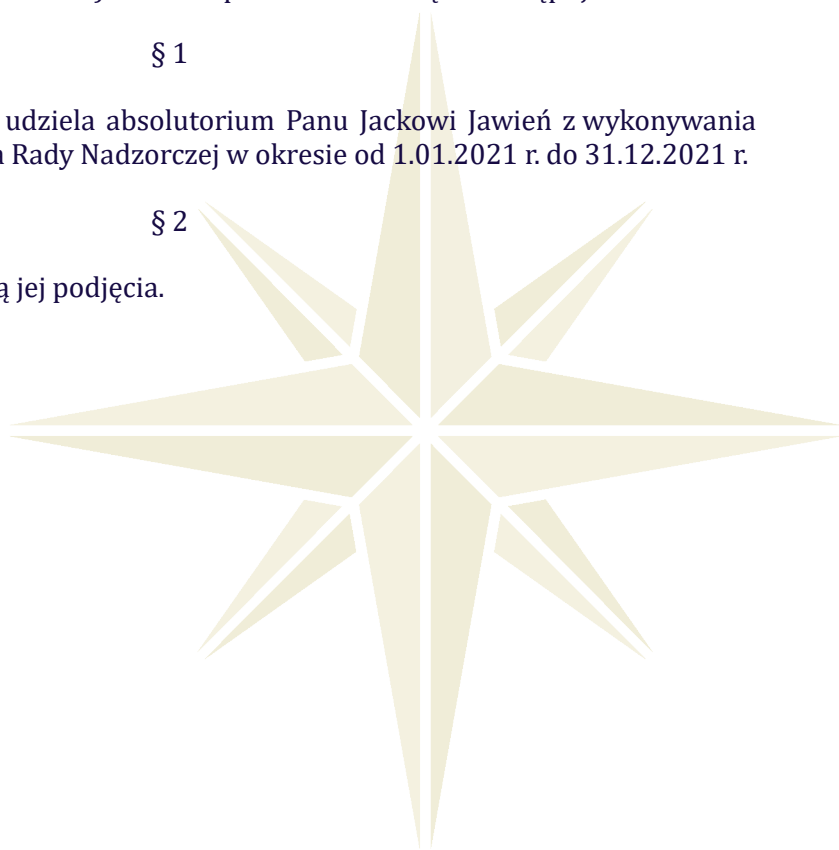 § 1
udziela absolutorium Panu Jackowi Jawień z wykonywania
Rady Nadzorczej w okresie od 1.01.2021 r. do 31.12.2021 r.
§ 2
jej podjęcia.